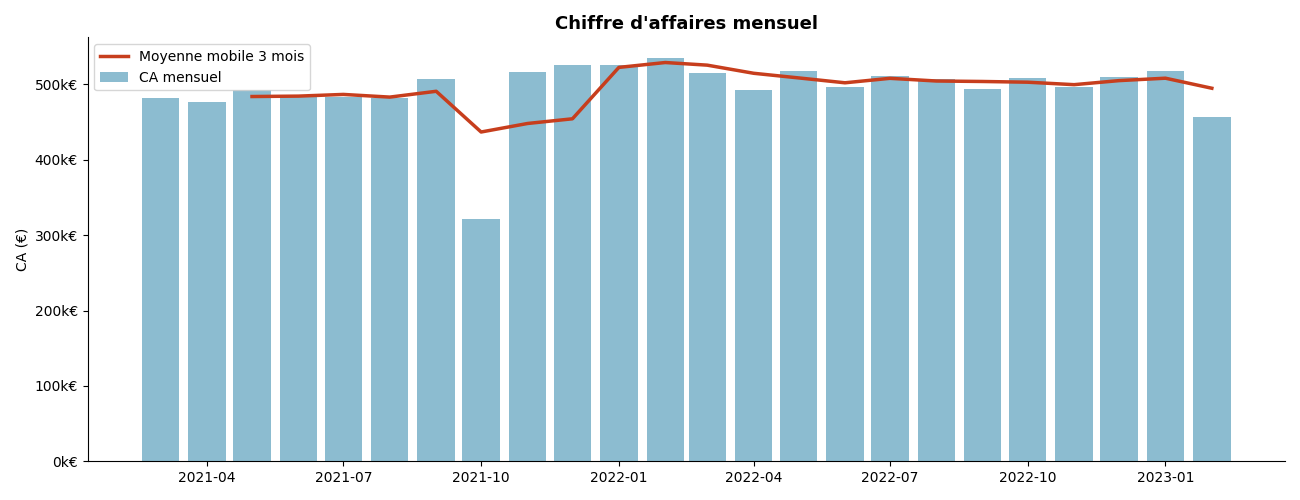 Chiffre d'affaires mensuel
Moyenne mobile 3 mois
CA mensuel
500k€
400k€
300k€
200k€
100k€
0k€
CA (€)
2021-04 2021-07 2021-10 2022-01 2022-04 2022-07 2022-10 2023-01